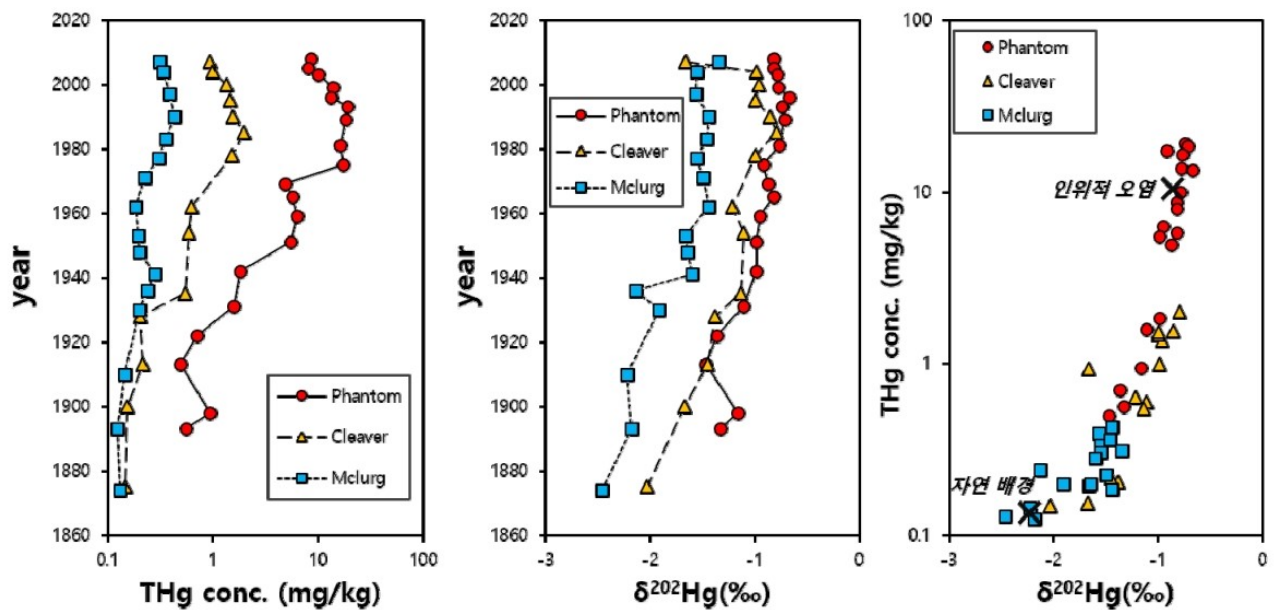 2020
2000
1980
1960
1940
1920
1900
1880
1860
year
0.1
1
10
100
THg conc. (mg/kg)
Phantom
Cleaver
Mclurg
2020
2000
1980
1960
1940
1920
1900
1880
1860
year
-3
-2
-1
0
δ²⁰²Hg(‰)
Phantom
Cleaver
Mclurg
100
10
1
0.1
THg conc. (mg/kg)
-3
-2
-1
0
δ²⁰²Hg(‰)
Phantom
Cleaver
Mclurg
인위적 오염
자연 배경